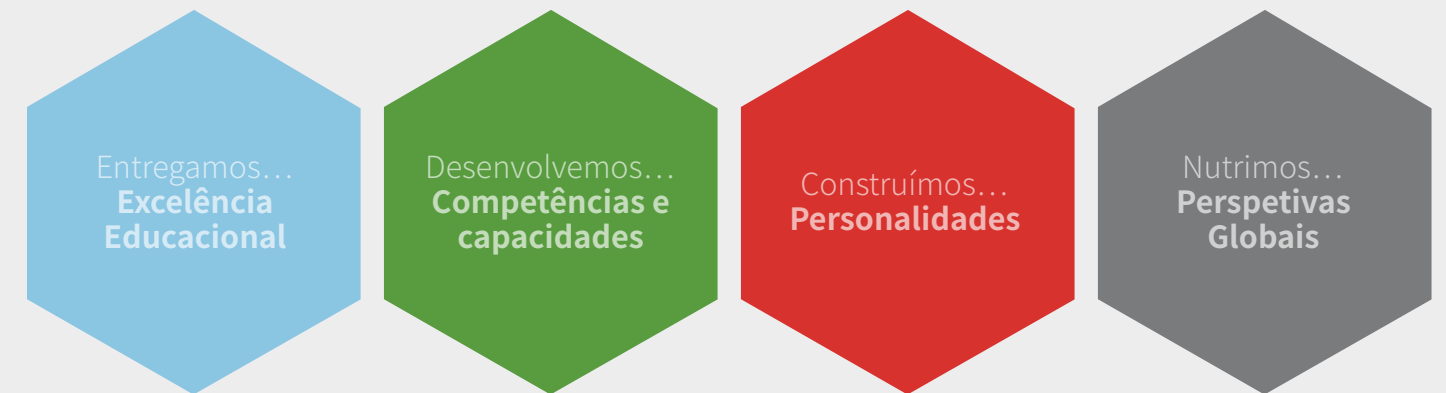 Entregamos…
Excelência
Educacional
Desenvolvemos…
Competências e
capacidades
Construímos…
Personalidades
Nutrimos…
Perspetivas
Globais